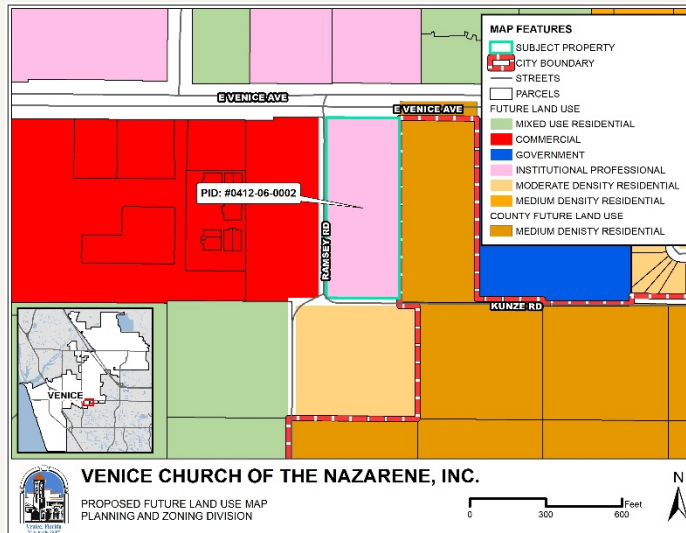 MAP FEATURES
SUBJECT PROPERTY
CITY BOUNDARY
STREETS
PARCELS
FUTURE LAND USE
MIXED USE RESIDENTIAL
COMMERCIAL
GOVERNMENT
INSTITUTIONAL PROFESSIONAL
MODERATE DENSITY RESIDENTIAL
MEDIUM DENSITY RESIDENTIAL
COUNTY FUTURE LAND USE
MEDIUM DENSITY RESIDENTIAL
E VENICE AVE
E VENICE AVE
PID: #0412-06-0002
RAMSEY RD
KUNZE RD
VENICE
VENICE CHURCH OF THE NAZARENE, INC.
PROPOSED FUTURE LAND USE MAP
PLANNING AND ZONING DIVISION
Feet
0 300 600
N